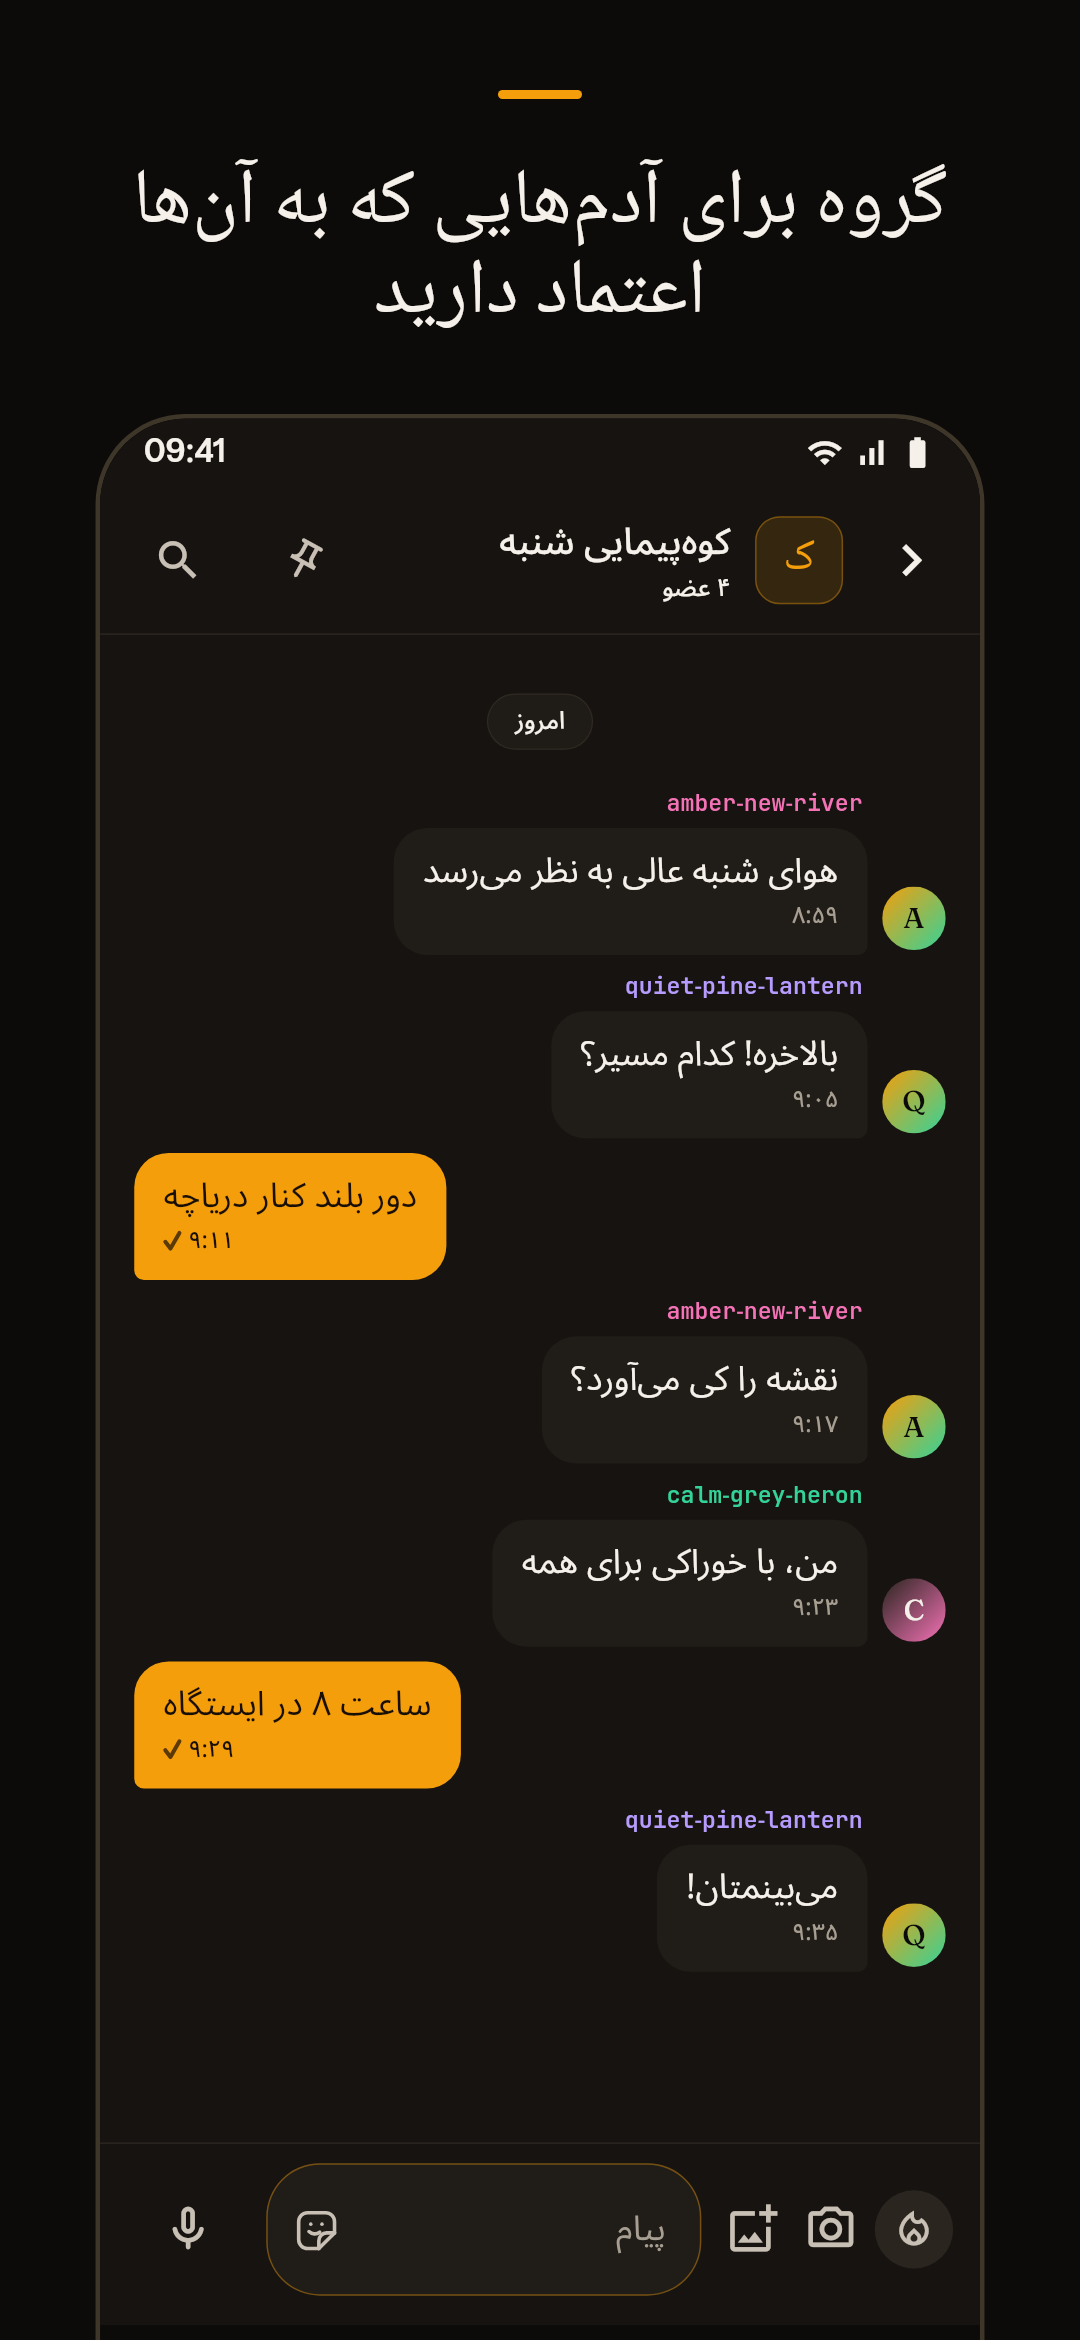 گروه برای آدم‌هایی که به آن‌ها
اعتماد دارید
09:41
ک
کوه‌پیمایی شنبه
۴ عضو
امروز
amber-new-river
هوای شنبه عالی به نظر می‌رسد
۸:۵۹
A
quiet-pine-lantern
بالاخره! کدام مسیر؟
۹:۰۵
Q
دور بلند کنار دریاچه
۹:۱۱
amber-new-river
نقشه را کی می‌آورد؟
۹:۱۷
A
calm-grey-heron
من، با خوراکی برای همه
۹:۲۳
C
ساعت ۸ در ایستگاه
۹:۲۹
quiet-pine-lantern
می‌بینمتان!
۹:۳۵
Q
پیام